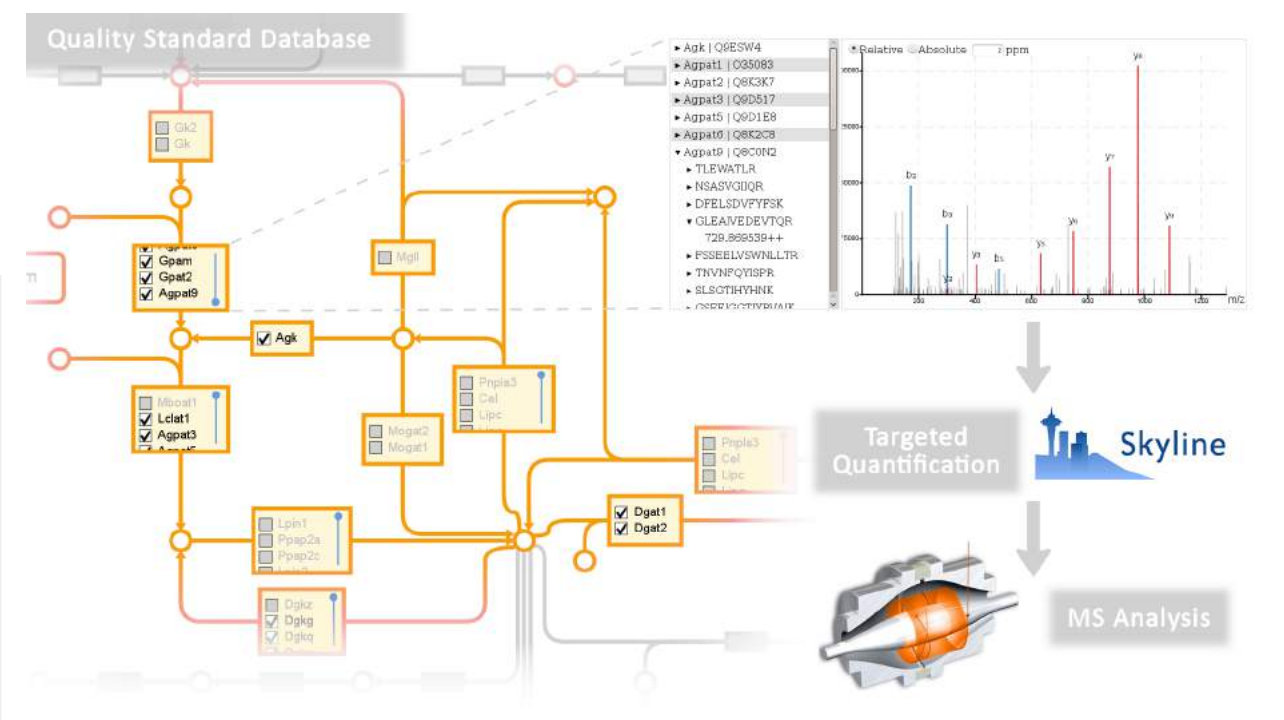 Quality Standard Database
Gk2
Gk
Gpam
Gpat2
Agpat9
Agk
Mgll
Mboat1
Lclat1
Agpat3
Mogat2
Mogat1
Pnpla3
Cel
Lipc
Lpin1
Ppap2a
Ppap2c
Dgkz
Dgkg
Dgkq
Dgat1
Dgat2
Pnpla3
Cel
Lipc
Agk | Q9ESW4
Agpat1 | O35083
Agpat2 | Q8K3K7
Agpat3 | Q9D517
Agpat5 | Q9D1E8
Agpat6 | Q8K2C8
Agpat9 | Q8C0N2
TLEWATLR
NSASVGIIQR
DFELSDVFYFSK
GLEAIVEDEVTQR
729.869539++
FSSEELVSWNLLTR
TNVNFQYISPR
SLSGTIHYHNK
Relative Absolute 2 ppm
y8
y7
b2
b3
y9
y6
y5
y3
b5
y2
200 400 600 800 1000 1200 m/z
Targeted
Quantification
Skyline
MS Analysis